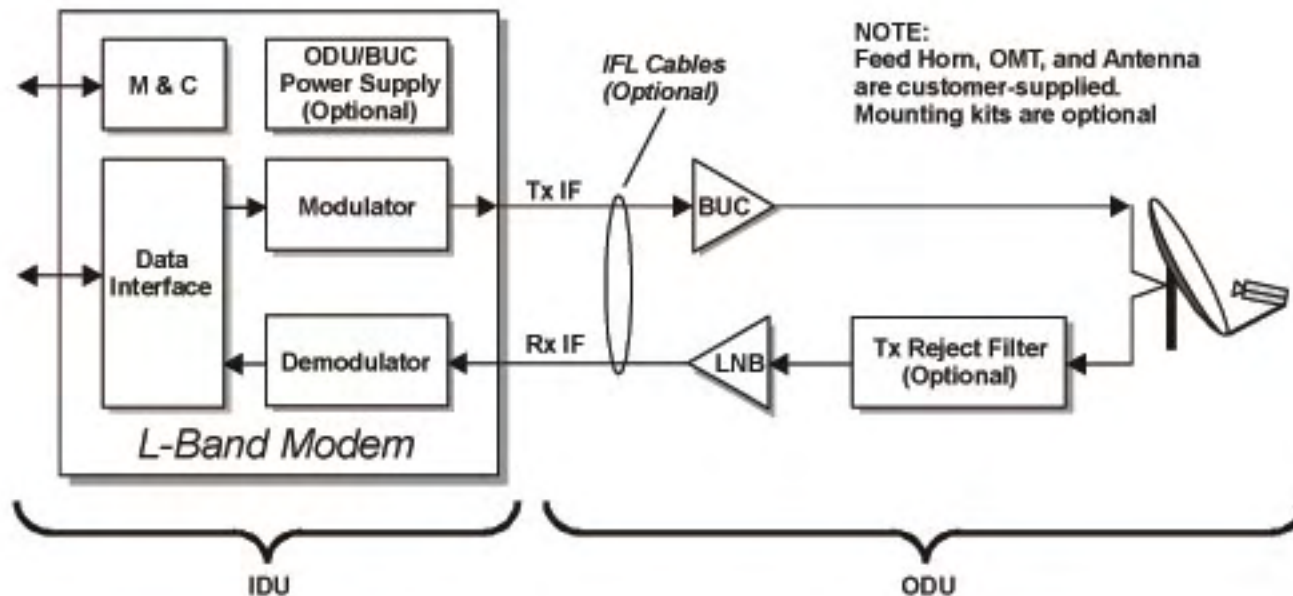 M & C
ODU/BUC
Power Supply
(Optional)
IFL Cables
(Optional)
NOTE:
Feed Horn, OMT, and Antenna
are customer-supplied.
Mounting kits are optional
Data
Interface
Modulator
Tx IF
BUC
Demodulator
Rx IF
LNB
Tx Reject Filter
(Optional)
L-Band Modem
IDU
ODU